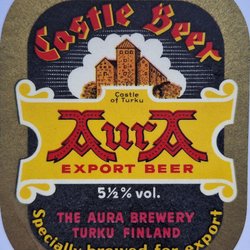 Castle Beer
Castle
of Turku
AurA
EXPORT BEER
5½% vol.
THE AURA BREWERY
TURKU FINLAND
Specially brewed for export